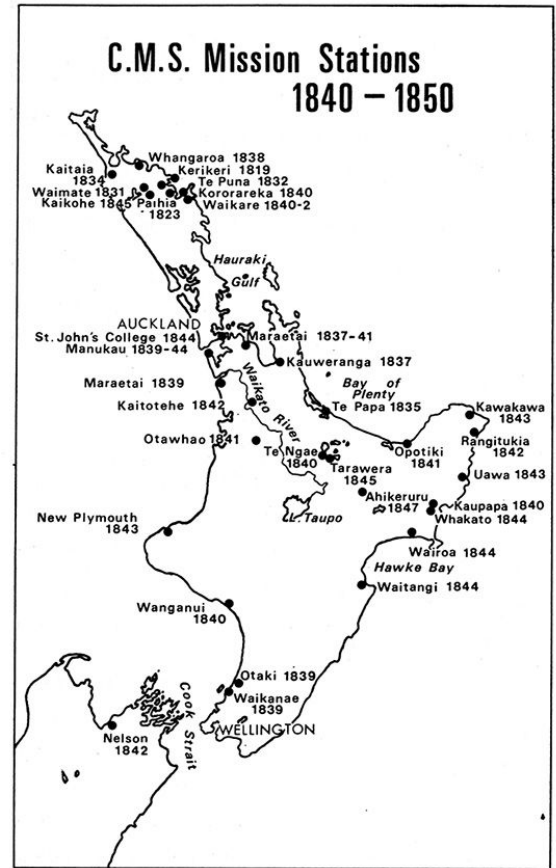 C.M.S. Mission Stations
1840 – 1850
Whangaroa 1838
Kerikeri 1819
Kaitaia
1834
Te Puna 1832
Waimate 1831
Kororareka 1840
Kaikohe 1845
Paihia
1823
Waikare 1840-2
Hauraki
Gulf
AUCKLAND
St. John's College 1844
Maraetai 1837-41
Manukau 1839-44
Kauweranga 1837
Maraetai 1839
Waikato River
Bay of
Plenty
Kaitotehe 1842
Te Papa 1835
Kawakawa
1843
Rangitukia
1842
Otawhao 1841
Te Ngae
1840
Opotiki
1841
Tarawera
1845
Uawa 1843
Ahikeruru
1847
Kaupapa 1840
Whakato 1844
L. Taupo
New Plymouth
1843
Wairoa 1844
Hawke Bay
Waitangi 1844
Wanganui
1840
Otaki 1839
Waikanae
1839
Cook Strait
WELLINGTON
Nelson
1842